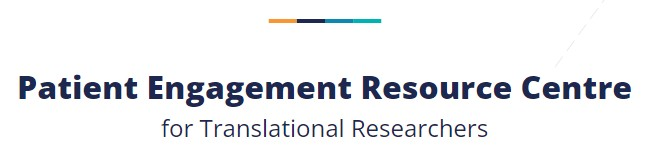 Patient Engagement Resource Centre
for Translational Researchers